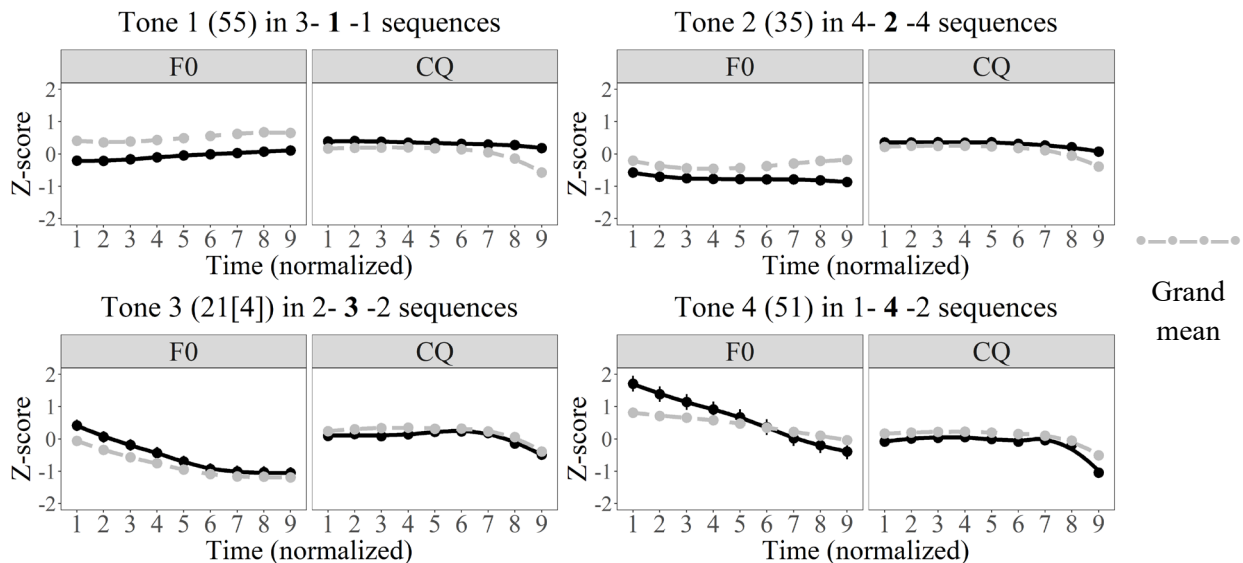 Tone 1 (55) in 3- 1 -1 sequences
F0 CQ
Z-score
2
1
0
-1
-2
1 2 3 4 5 6 7 8 9 1 2 3 4 5 6 7 8 9
Time (normalized)
Tone 2 (35) in 4- 2 -4 sequences
F0 CQ
Z-score
2
1
0
-1
-2
1 2 3 4 5 6 7 8 9 1 2 3 4 5 6 7 8 9
Time (normalized)
Tone 3 (21[4]) in 2- 3 -2 sequences
F0 CQ
Z-score
2
1
0
-1
-2
1 2 3 4 5 6 7 8 9 1 2 3 4 5 6 7 8 9
Time (normalized)
Tone 4 (51) in 1- 4 -2 sequences
F0 CQ
Z-score
2
1
0
-1
-2
1 2 3 4 5 6 7 8 9 1 2 3 4 5 6 7 8 9
Time (normalized)
Grand
mean